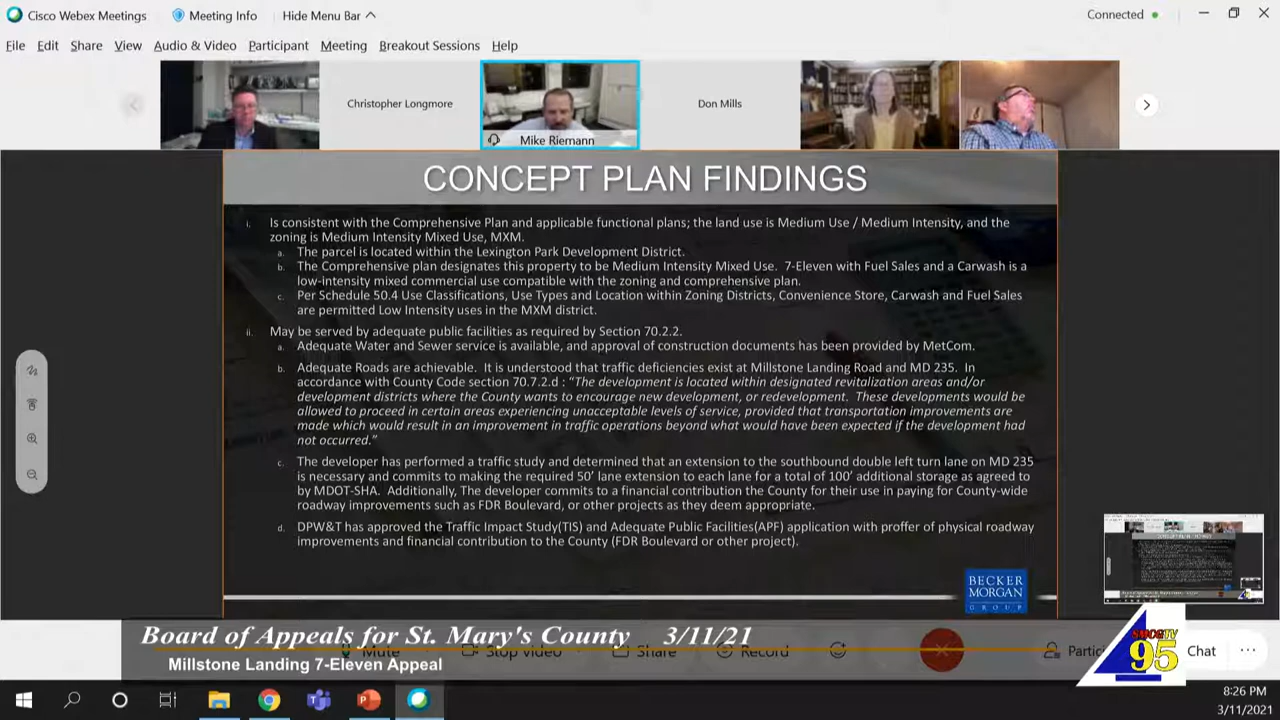 Cisco Webex Meetings
Meeting Info
Hide Menu Bar
Connected
File Edit Share View Audio & Video Participant Meeting Breakout Sessions Help
Christopher Longmore
Mike Riemann
Don Mills
CONCEPT PLAN FINDINGS
i. Is consistent with the Comprehensive Plan and applicable functional plans; the land use is Medium Use / Medium Intensity, and the
zoning is Medium Intensity Mixed Use, MXM.
a. The parcel is located within the Lexington Park Development District.
b. The Comprehensive plan designates this property to be Medium Intensity Mixed Use. 7-Eleven with Fuel Sales and a Carwash is a
low-intensity mixed commercial use compatible with the zoning and comprehensive plan.
c. Per Schedule 50.4 Use Classifications, Use Types and Location within Zoning Districts, Convenience Store, Carwash and Fuel Sales
are permitted Low Intensity uses in the MXM district.
ii. May be served by adequate public facilities as required by Section 70.2.2.
a. Adequate Water and Sewer service is available, and approval of construction documents has been provided by MetCom.
b. Adequate Roads are achievable. It is understood that traffic deficiencies exist at Millstone Landing Road and MD 235. In
accordance with County Code section 70.7.2.d : “The development is located within designated revitalization areas and/or
development districts where the County wants to encourage new development, or redevelopment. These developments would be
allowed to proceed in certain areas experiencing unacceptable levels of service, provided that transportation improvements are
made which would result in an improvement in traffic operations beyond what would have been expected if the development had
not occurred.”
c. The developer has performed a traffic study and determined that an extension to the southbound double left turn lane on MD 235
is necessary and commits to making the required 50’ lane extension to each lane for a total of 100’ additional storage as agreed to
by MDOT-SHA. Additionally, The developer commits to a financial contribution the County for their use in paying for County-wide
roadway improvements such as FDR Boulevard, or other projects as they deem appropriate.
d. DPW&T has approved the Traffic Impact Study(TIS) and Adequate Public Facilities(APF) application with proffer of physical roadway
improvements and financial contribution to the County (FDR Boulevard or other project).
BECKER
MORGAN
GROUP
Board of Appeals for St. Mary's County 3/11/21
Mute Stop video Share Record
Millstone Landing 7-Eleven Appeal
SMCGTV
95
Chat
8:26 PM
3/11/2021